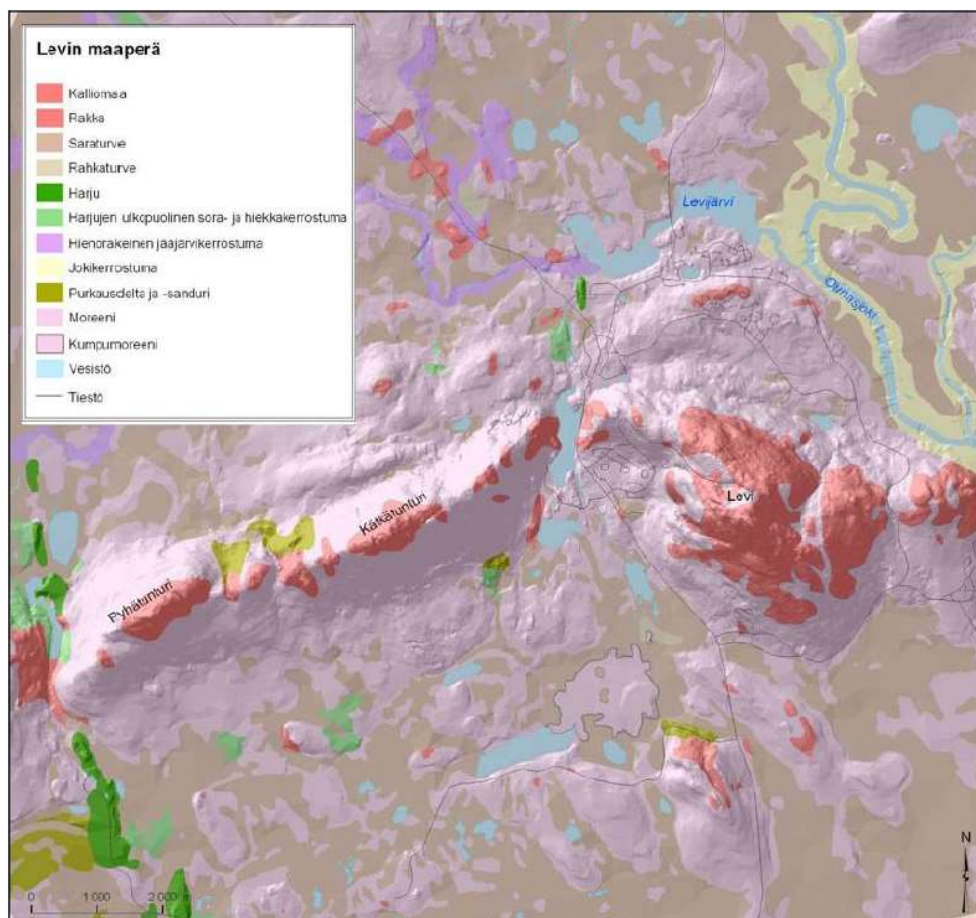 Levin maaperä
Kalliomaa
Rakka
Saraturve
Rahkaturve
Harju
Harjujen ulkopuolinen sora- ja hiekkakerrostuma
Hienorakeinen jääjärvikerrostuma
Jokikerrostuma
Purkausdelta ja -sanduri
Moreeni
Kumpumoreeni
Vesistö
Tiestö
Levijärvi
Ounasjoki
Levi
Kätkätunturi
Pyhätunturi
N
0 1 000 2 000 m